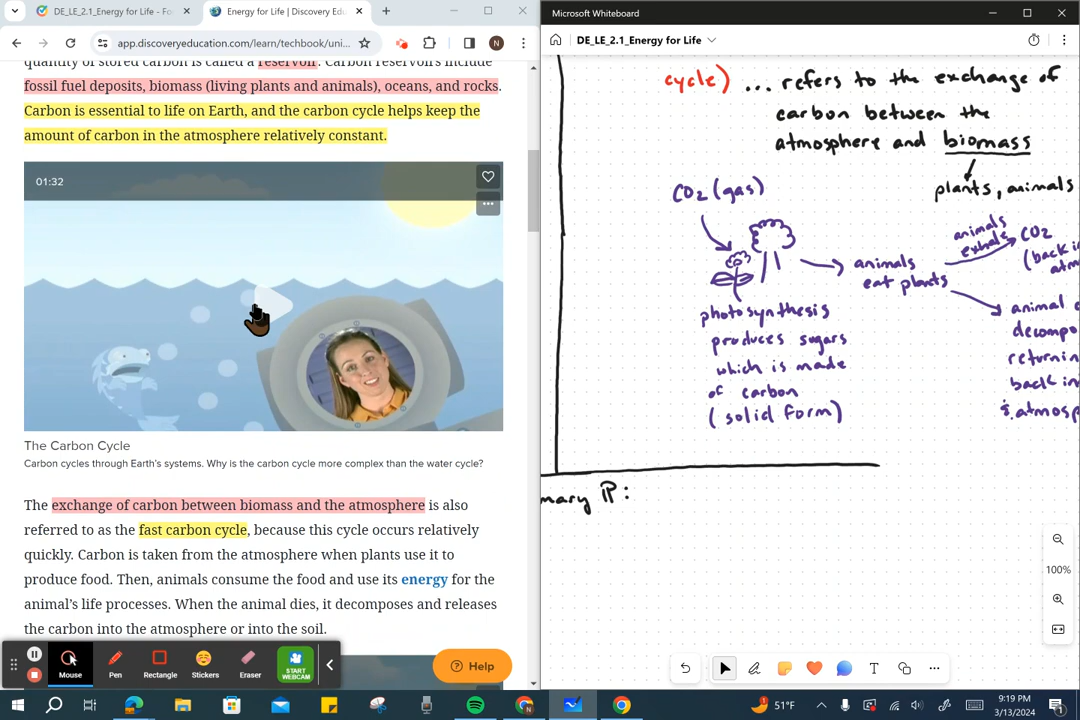 DE_LE_2.1_Energy for Life - Fo
Energy for Life | Discovery Edu
app.discoveryeducation.com/learn/techbook/uni...
N
quantity of stored carbon is called a reservoir. Carbon reservoirs include
fossil fuel deposits, biomass (living plants and animals), oceans, and rocks.
Carbon is essential to life on Earth, and the carbon cycle helps keep the
amount of carbon in the atmosphere relatively constant.
01:32
The Carbon Cycle
Carbon cycles through Earth's systems. Why is the carbon cycle more complex than the water cycle?
The exchange of carbon between biomass and the atmosphere is also
referred to as the fast carbon cycle, because this cycle occurs relatively
quickly. Carbon is taken from the atmosphere when plants use it to
produce food. Then, animals consume the food and use its energy for the
animal's life processes. When the animal dies, it decomposes and releases
the carbon into the atmosphere or into the soil.
Mouse
Pen
Rectangle
Stickers
Eraser
START
WEBCAM
Help
Microsoft Whiteboard
DE_LE_2.1_Energy for Life
cycle) ... refers to the exchange of
carbon between the
atmosphere and biomass
plants, animals
CO2 (gas)
animals
exhale
CO2
(back i
atm
animals
eat plants
photosynthesis
produces sugars
which is made
of carbon
(solid form)
animal
decompo
returnin
back in
atmosp
mary P:
100%
51°F
9:19 PM
3/13/2024